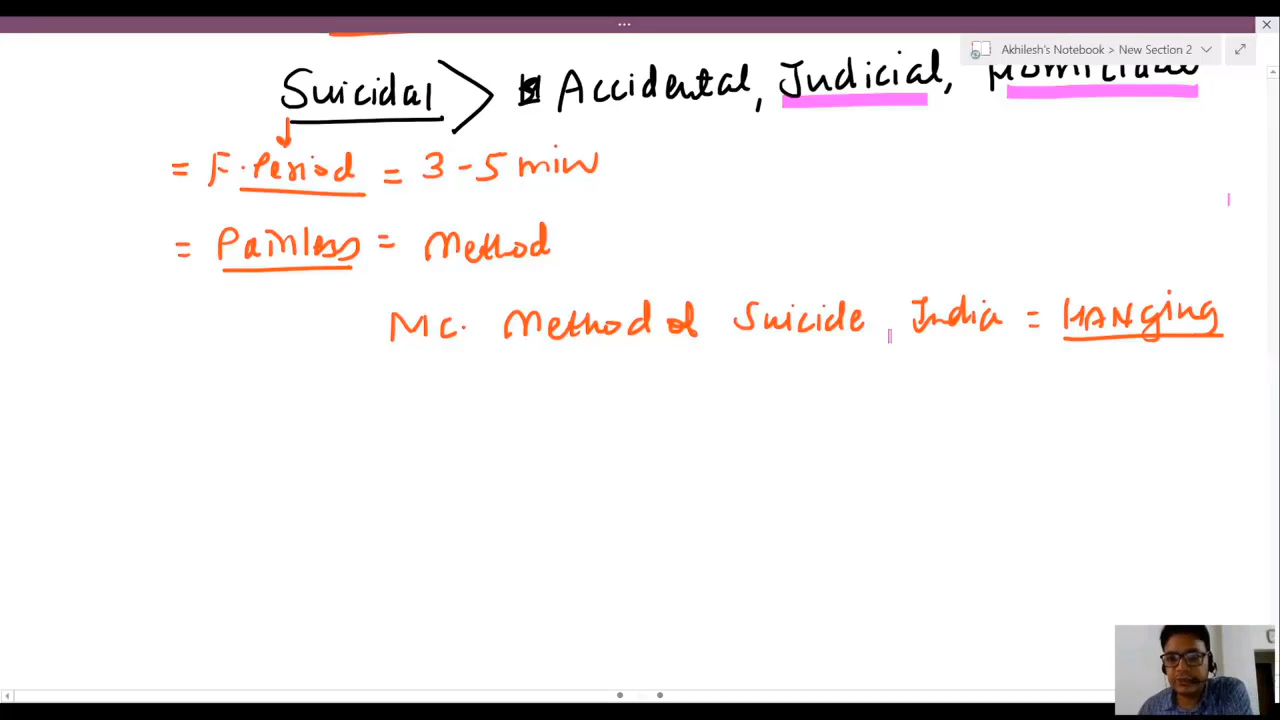 Akhilesh's Notebook > New Section 2
Suicidal > Accidental, Judicial,
= F. Period = 3-5 min
= Painless = Method
MC. Method of Suicide, India = HANging